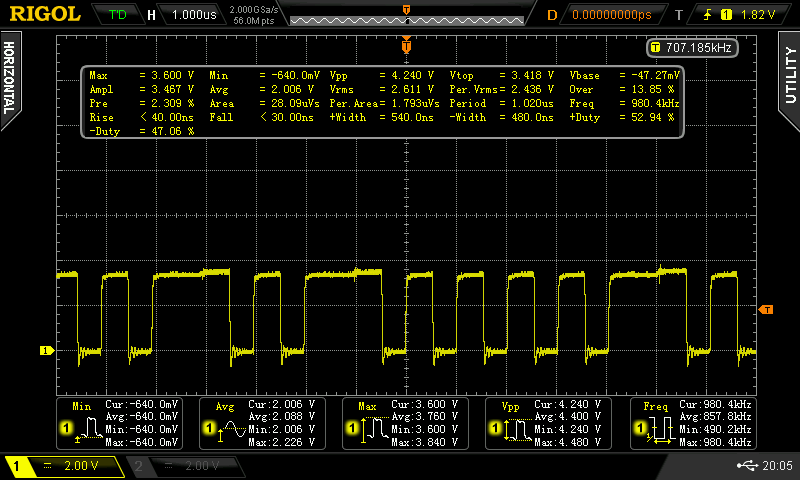 RIGOL T'D H 1.000us 2.000GSa/s 56.0M pts T D 0.00000000ps T 1 1.82 V
HORIZONTAL
UTILITY
T
T 707.185kHz
Max = 3.600 V Min = -640.0mV Vpp = 4.240 V Vtop = 3.418 V Vbase = -47.27mV
Ampl = 3.467 V Avg = 2.006 V Vrms = 2.611 V Per.Vrms= 2.436 V Over = 13.85 %
Pre = 2.309 % Area = 28.09uVs Per.Area= 1.793uVs Period = 1.020us Freq = 980.4kHz
Rise < 40.00ns Fall < 30.00ns +Width = 540.0ns -Width = 480.0ns +Duty = 52.94 %
-Duty = 47.06 %
T
1
Min Cur:-640.0mV Avg Cur:2.006 V Max Cur:3.600 V Vpp Cur:4.240 V Freq Cur:980.4kHz
Avg:-640.0mV Avg:2.088 V Avg:3.760 V Avg:4.400 V Avg:857.8kHz
1 Min:-640.0mV 1 Min:2.006 V 1 Min:3.600 V 1 Min:4.240 V 1 Min:490.2kHz
Max:-640.0mV Max:2.226 V Max:3.840 V Max:4.480 V Max:980.4kHz
1 2.00 V 2 2.00 V 20:05